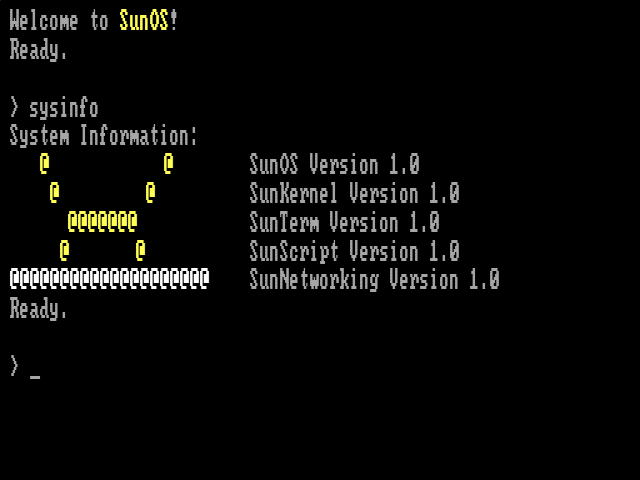 Welcome to SunOS!
Ready.

> sysinfo
System Information:
   @           @       SunOS Version 1.0
    @        @         SunKernel Version 1.0
      @@@@@@@          SunTerm Version 1.0
     @       @         SunScript Version 1.0
@@@@@@@@@@@@@@@@@@@@   SunNetworking Version 1.0
Ready.

> _